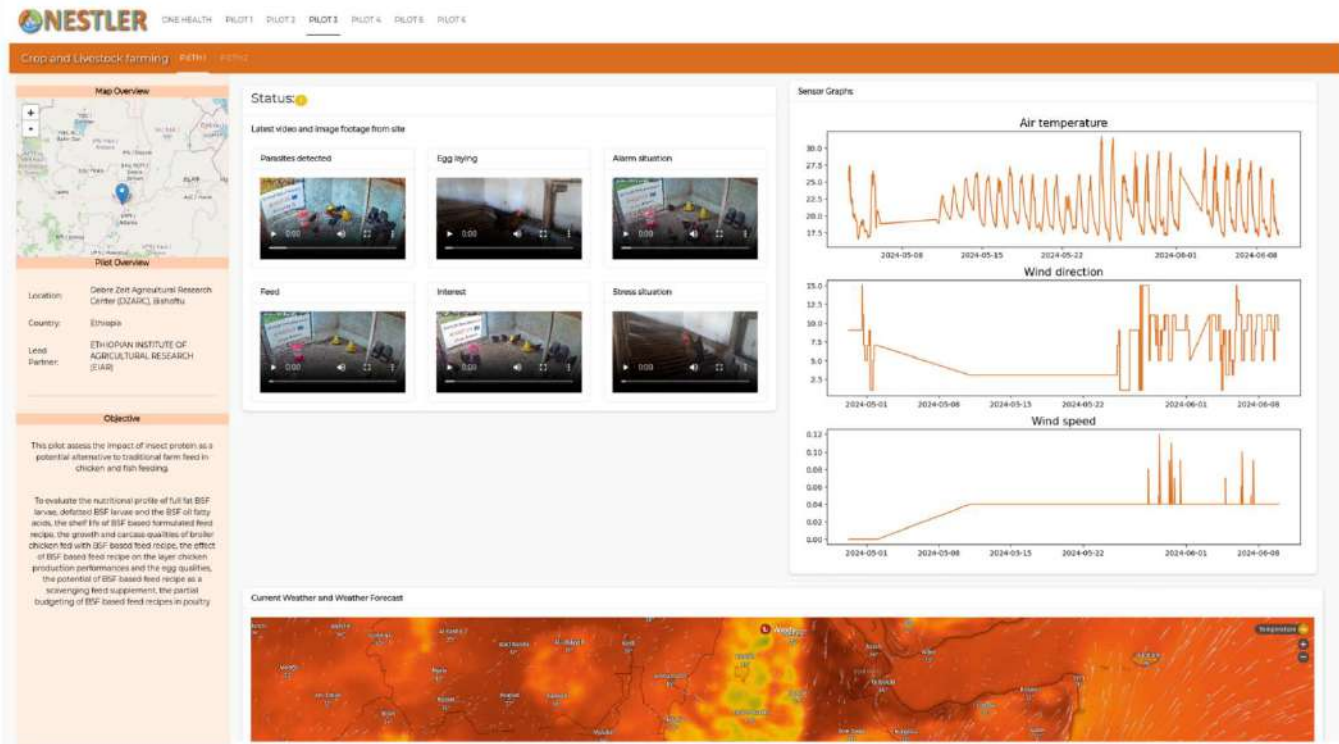 NESTLER
ONE HEALTH PILOT 1 PILOT 2 PILOT 3 PILOT 4 PILOT 5 PILOT 6
Crop and Livestock farming
Map Overview
+
-
Pilot Overview
Location: Debre Zeit Agricultural Research
Center (DZARC), Bishoftu
Country: Ethiopia
Lead
Partner:
ETHIOPIAN INSTITUTE OF
AGRICULTURAL RESEARCH
(EIAR)
Objective
This pilot assess the impact of insect protein as a
potential alternative to traditional farm feed in
chicken and fish feeding.
To evaluate the nutritional profile of full fat BSF
larvae, defatted BSF larvae and the BSF oil fatty
acids, the shelf life of BSF based formulated feed
recipe, the growth and carcass qualities of broiler
chicken fed with BSF based feed recipe, the effect
of BSF based feed recipe on the layer chicken
production performances and the egg qualities,
the potential of BSF based feed recipe as a
scavenging feed supplement, the partial
budgeting of BSF based feed recipes in poultry
Status:
Latest video and image footage from site
Parasites detected
0:00
Egg laying
0:00
Alarm situation
0:00
Feed
0:00
Interest
0:00
Stress situation
0:00
Sensor Graphs
Air temperature
30.0
27.5
25.0
22.5
20.0
17.5
2024-05-08 2024-05-15 2024-05-22 2024-06-01 2024-06-08
Wind direction
15.0
12.5
10.0
7.5
5.0
2.5
2024-05-01 2024-05-08 2024-05-15 2024-05-22 2024-06-01 2024-06-08
Wind speed
0.12
0.10
0.08
0.06
0.04
0.02
0.00
2024-05-01 2024-05-08 2024-05-15 2024-05-22 2024-06-01 2024-06-08
Current Weather and Weather Forecast
Temperature
+
−